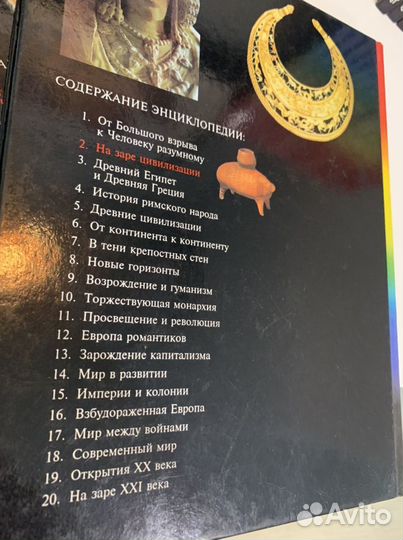 СОДЕРЖАНИЕ ЭНЦИКЛОПЕДИИ:
1. От Большого взрыва
к Человеку разумному
2. На заре цивилизации
3. Древний Египет
и Древняя Греция
4. История римского народа
5. Древние цивилизации
6. От континента к континенту
7. В тени крепостных стен
8. Новые горизонты
9. Возрождение и гуманизм
10. Торжествующая монархия
11. Просвещение и революция
12. Европа романтиков
13. Зарождение капитализма
14. Мир в развитии
15. Империи и колонии
16. Взбудораженная Европа
17. Мир между войнами
18. Современный мир
19. Открытия XX века
20. На заре XXI века
Avito